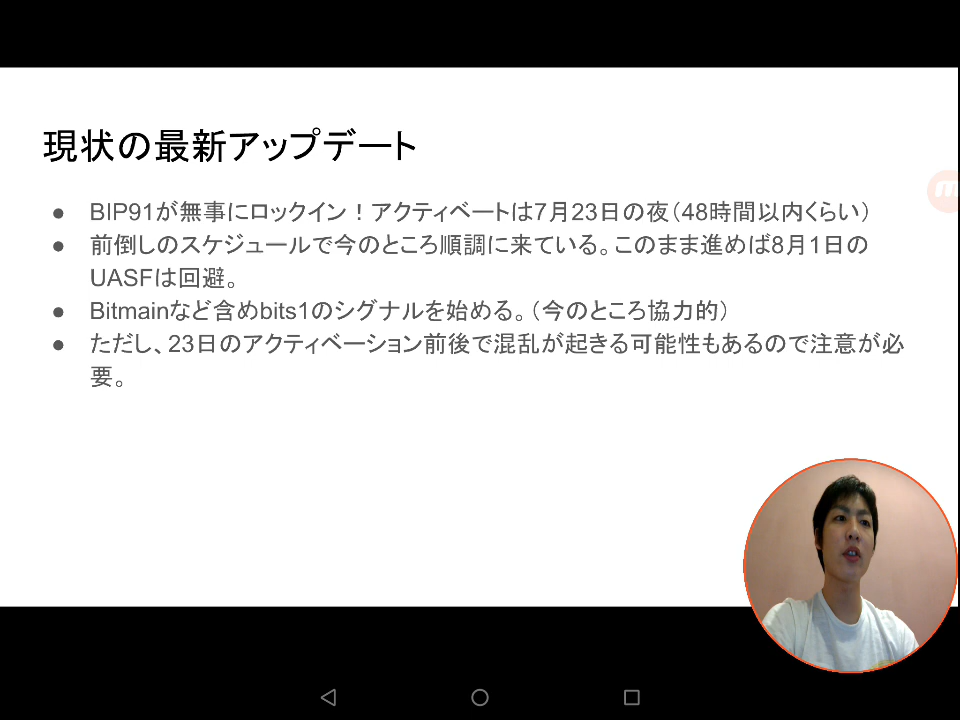 現状の最新アップデート
● BIP91が無事にロックイン！アクティベートは7月23日の夜（48時間以内くらい）
● 前倒しのスケジュールで今のところ順調に来ている。このまま進めば8月1日の
UASFは回避。
● Bitmainなど含めbits1のシグナルを始める。（今のところ協力的）
● ただし、23日のアクティベーション前後で混乱が起きる可能性もあるので注意が必
要。